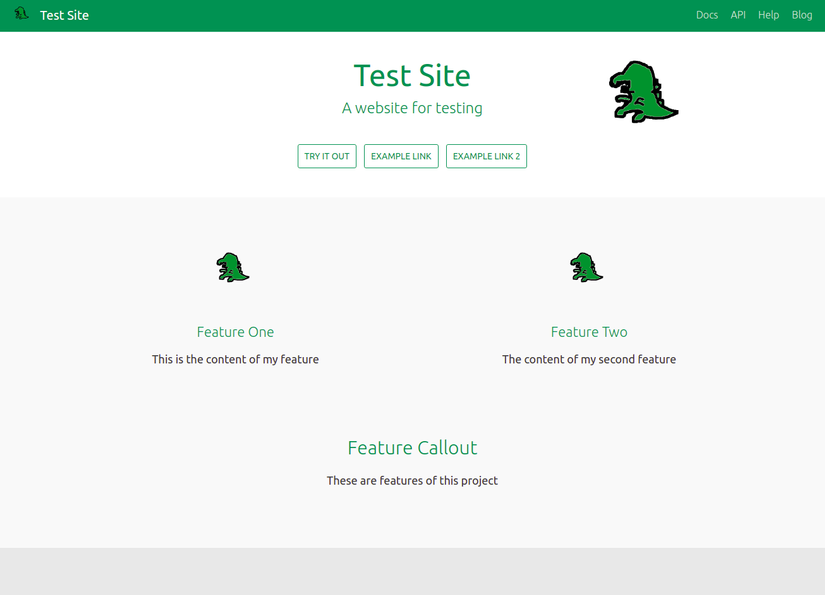 Test Site
Docs API Help Blog
Test Site
A website for testing
TRY IT OUT EXAMPLE LINK EXAMPLE LINK 2
Feature One
This is the content of my feature
Feature Two
The content of my second feature
Feature Callout
These are features of this project